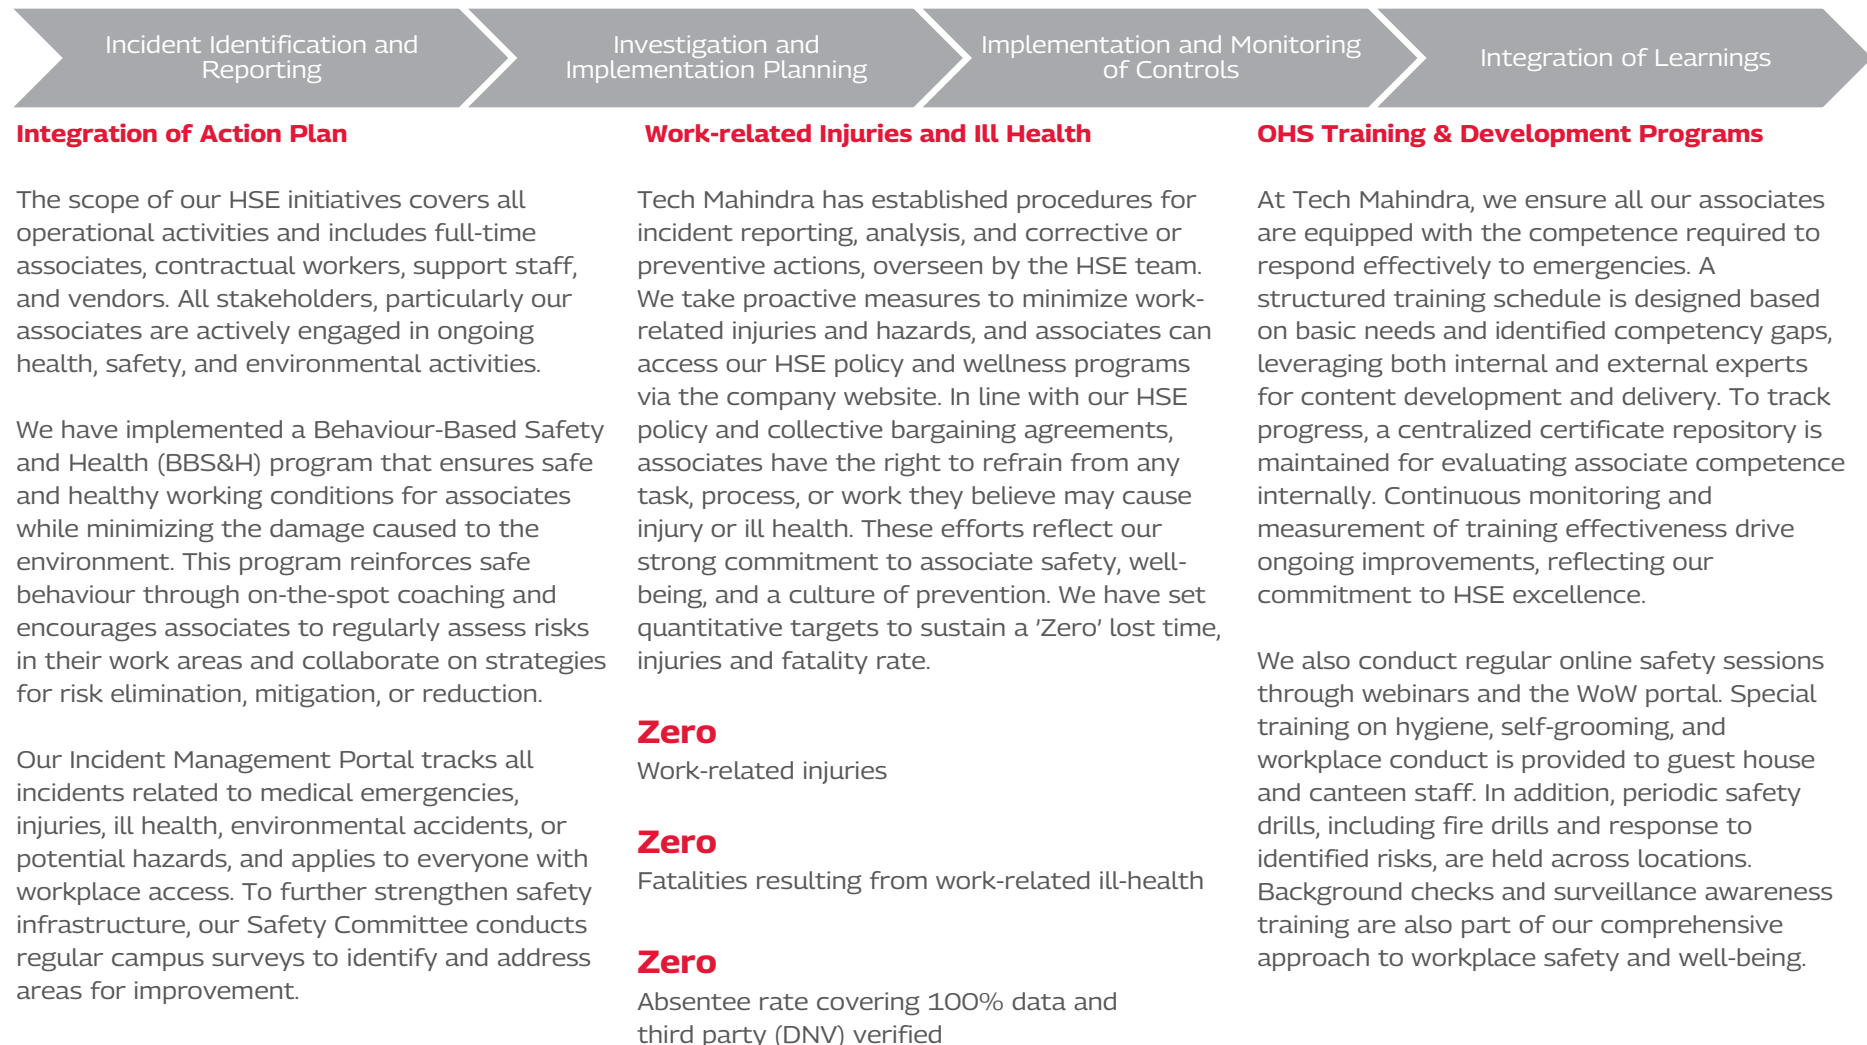 Incident Identification and
Reporting
Investigation and
Implementation Planning
Implementation and Monitoring
of Controls
Integration of Learnings
Integration of Action Plan
The scope of our HSE initiatives covers all
operational activities and includes full-time
associates, contractual workers, support staff,
and vendors. All stakeholders, particularly our
associates are actively engaged in ongoing
health, safety, and environmental activities.
We have implemented a Behaviour-Based Safety
and Health (BBS&H) program that ensures safe
and healthy working conditions for associates
while minimizing the damage caused to the
environment. This program reinforces safe
behaviour through on-the-spot coaching and
encourages associates to regularly assess risks
in their work areas and collaborate on strategies
for risk elimination, mitigation, or reduction.
Our Incident Management Portal tracks all
incidents related to medical emergencies,
injuries, ill health, environmental accidents, or
potential hazards, and applies to everyone with
workplace access. To further strengthen safety
infrastructure, our Safety Committee conducts
regular campus surveys to identify and address
areas for improvement.
Work-related Injuries and Ill Health
Tech Mahindra has established procedures for
incident reporting, analysis, and corrective or
preventive actions, overseen by the HSE team.
We take proactive measures to minimize work-
related injuries and hazards, and associates can
access our HSE policy and wellness programs
via the company website. In line with our HSE
policy and collective bargaining agreements,
associates have the right to refrain from any
task, process, or work they believe may cause
injury or ill health. These efforts reflect our
strong commitment to associate safety, well-
being, and a culture of prevention. We have set
quantitative targets to sustain a 'Zero' lost time,
injuries and fatality rate.
Zero
Work-related injuries
Zero
Fatalities resulting from work-related ill-health
Zero
Absentee rate covering 100% data and
third party (DNV) verified
OHS Training & Development Programs
At Tech Mahindra, we ensure all our associates
are equipped with the competence required to
respond effectively to emergencies. A
structured training schedule is designed based
on basic needs and identified competency gaps,
leveraging both internal and external experts
for content development and delivery. To track
progress, a centralized certificate repository is
maintained for evaluating associate competence
internally. Continuous monitoring and
measurement of training effectiveness drive
ongoing improvements, reflecting our
commitment to HSE excellence.
We also conduct regular online safety sessions
through webinars and the WoW portal. Special
training on hygiene, self-grooming, and
workplace conduct is provided to guest house
and canteen staff. In addition, periodic safety
drills, including fire drills and response to
identified risks, are held across locations.
Background checks and surveillance awareness
training are also part of our comprehensive
approach to workplace safety and well-being.